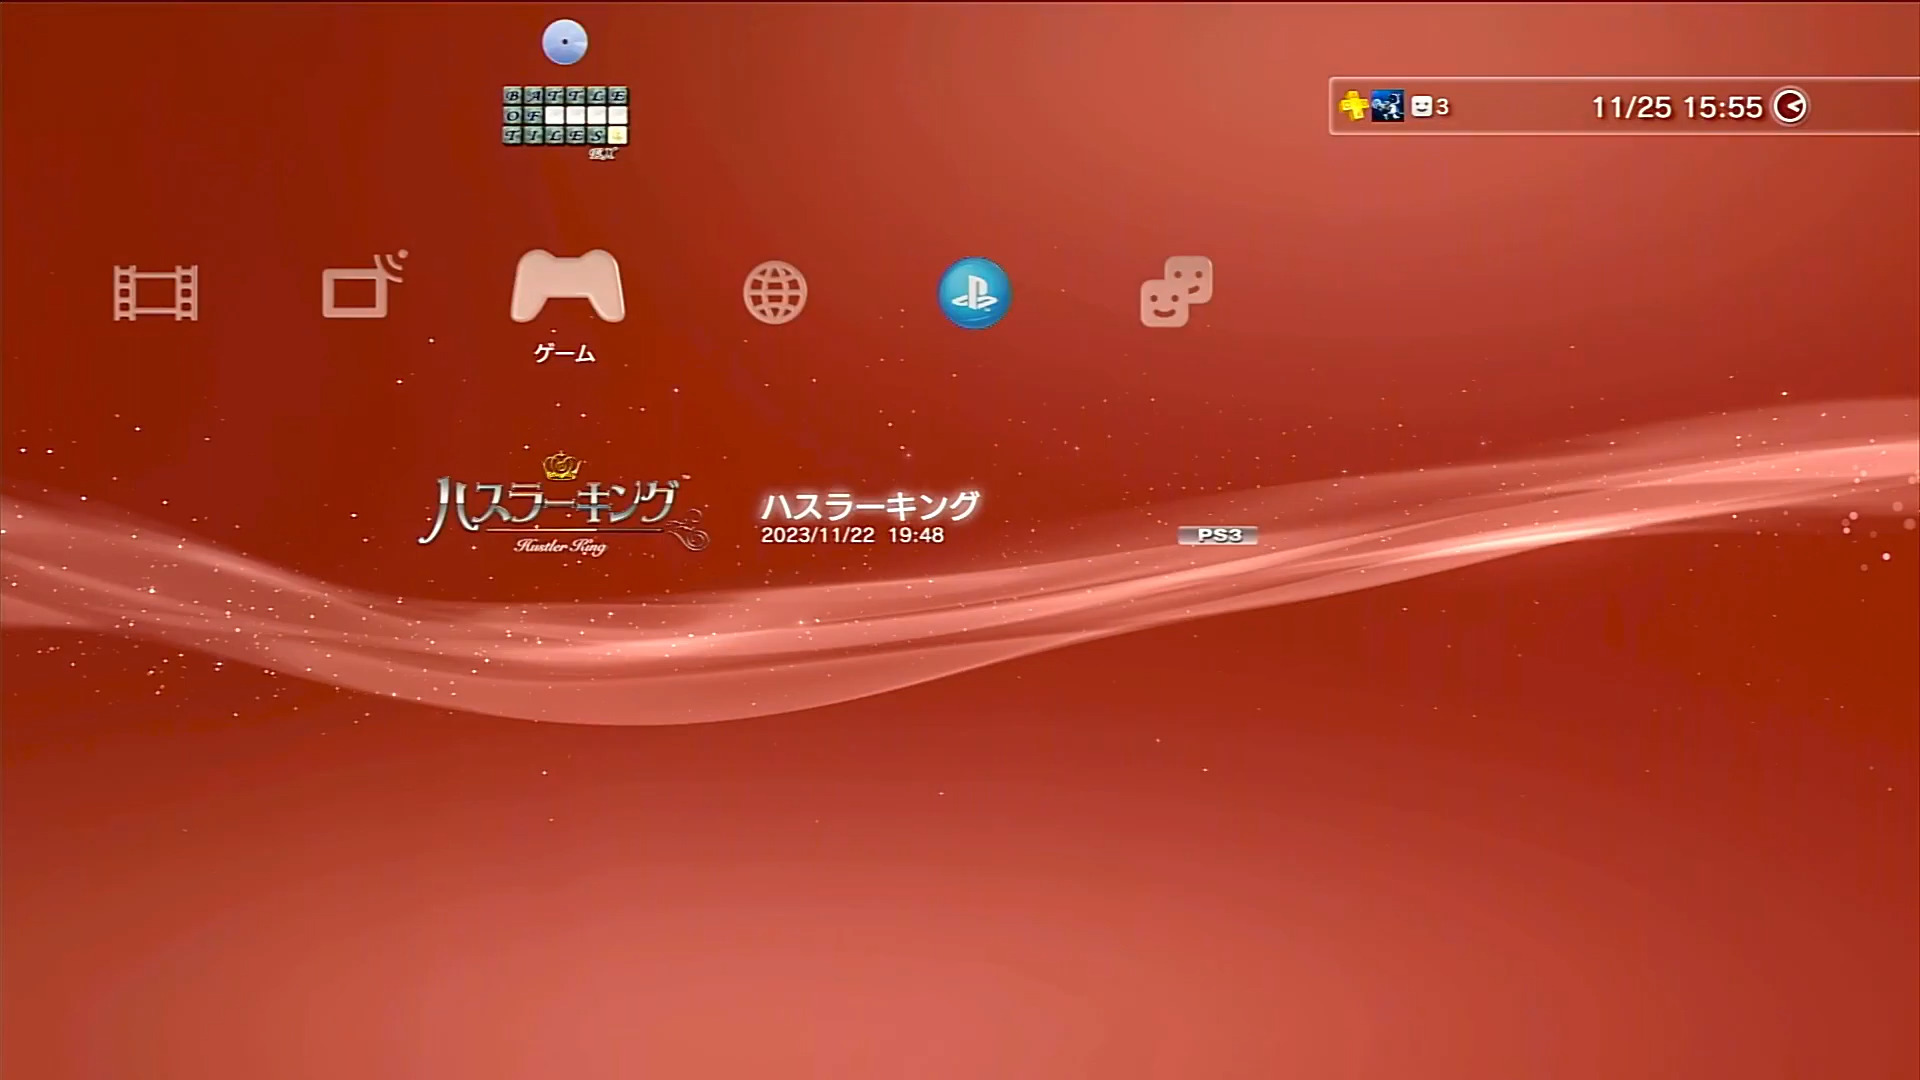 BATTLE
OF
TILES
EX
3
11/25 15:55
ゲーム
ハスラーキング
Hustler King
ハスラーキング
2023/11/22 19:48
PS3